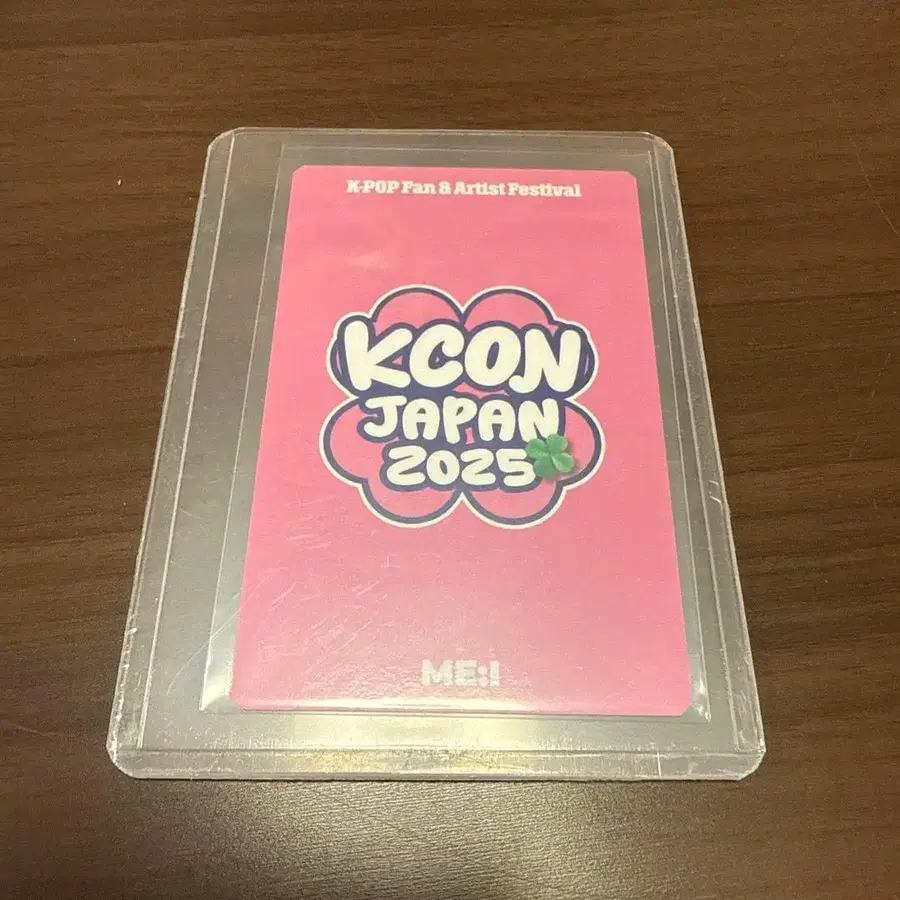 K-POP Fan & Artist Festival
KCON
JAPAN
2025
ME:I